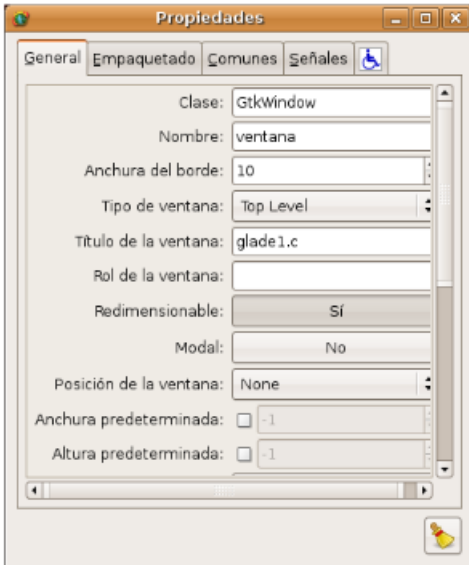 Propiedades
General Empaquetado Comunes Señales
Clase: GtkWindow
Nombre: ventana
Anchura del borde: 10
Tipo de ventana: Top Level
Título de la ventana: glade1.c
Rol de la ventana:
Redimensionable: Sí
Modal: No
Posición de la ventana: None
Anchura predeterminada: -1
Altura predeterminada: -1